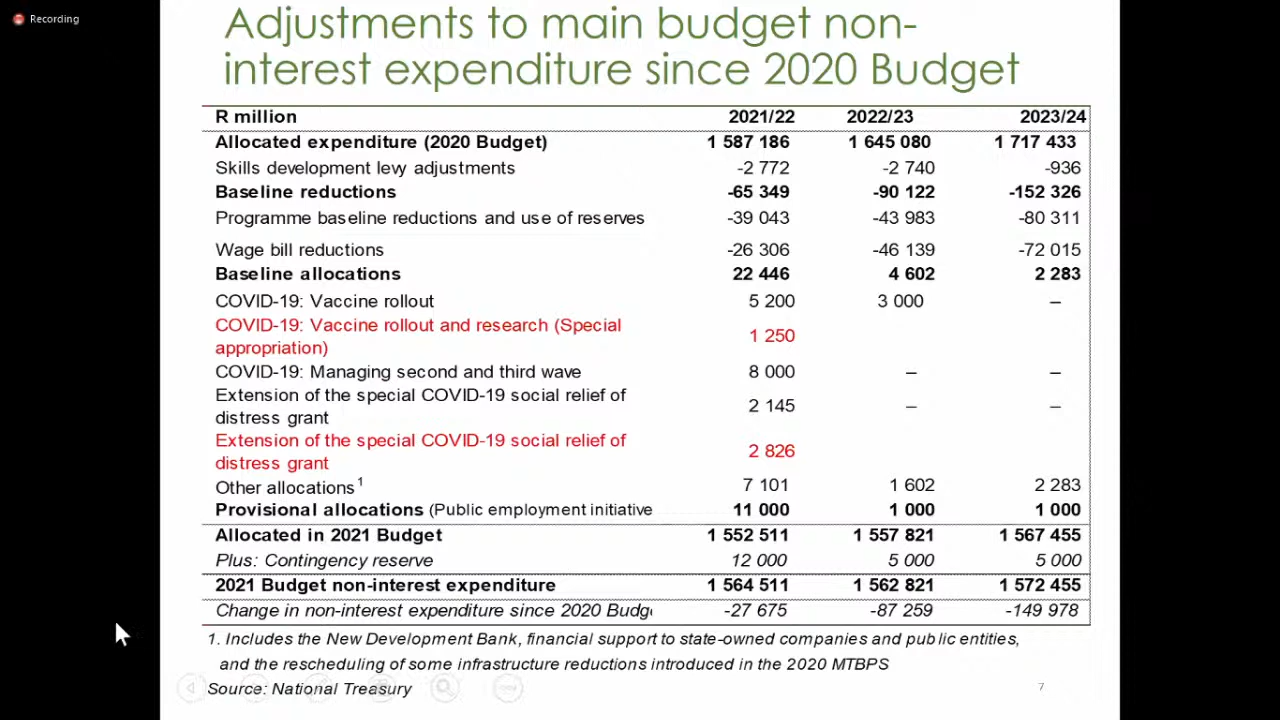 Recording
Adjustments to main budget non-
interest expenditure since 2020 Budget
R million 2021/22 2022/23 2023/24
Allocated expenditure (2020 Budget) 1 587 186 1 645 080 1 717 433
Skills development levy adjustments -2 772 -2 740 -936
Baseline reductions -65 349 -90 122 -152 326
Programme baseline reductions and use of reserves -39 043 -43 983 -80 311
Wage bill reductions -26 306 -46 139 -72 015
Baseline allocations 22 446 4 602 2 283
COVID-19: Vaccine rollout 5 200 3 000 –
COVID-19: Vaccine rollout and research (Special
appropriation) 1 250
COVID-19: Managing second and third wave 8 000 – –
Extension of the special COVID-19 social relief of
distress grant 2 145 – –
Extension of the special COVID-19 social relief of
distress grant 2 826
Other allocations1 7 101 1 602 2 283
Provisional allocations (Public employment initiative 11 000 1 000 1 000
Allocated in 2021 Budget 1 552 511 1 557 821 1 567 455
Plus: Contingency reserve 12 000 5 000 5 000
2021 Budget non-interest expenditure 1 564 511 1 562 821 1 572 455
Change in non-interest expenditure since 2020 Budg -27 675 -87 259 -149 978
1. Includes the New Development Bank, financial support to state-owned companies and public entities,
and the rescheduling of some infrastructure reductions introduced in the 2020 MTBPS
Source: National Treasury
7